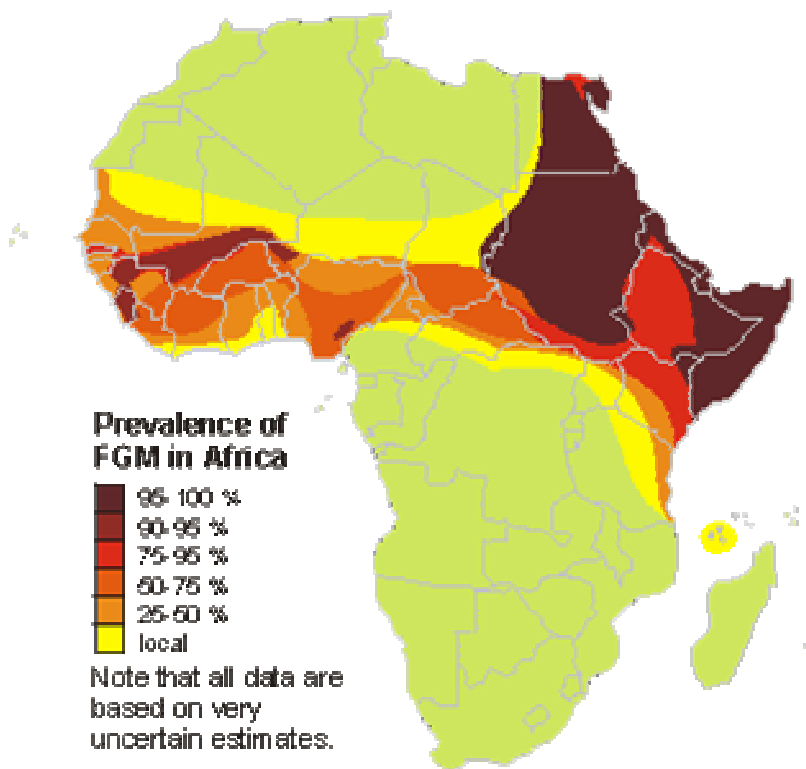 Prevalence of
FGM in Africa
95-100 %
90-95 %
75-95 %
50-75 %
25-50 %
local
Note that all data are
based on very
uncertain estimates.